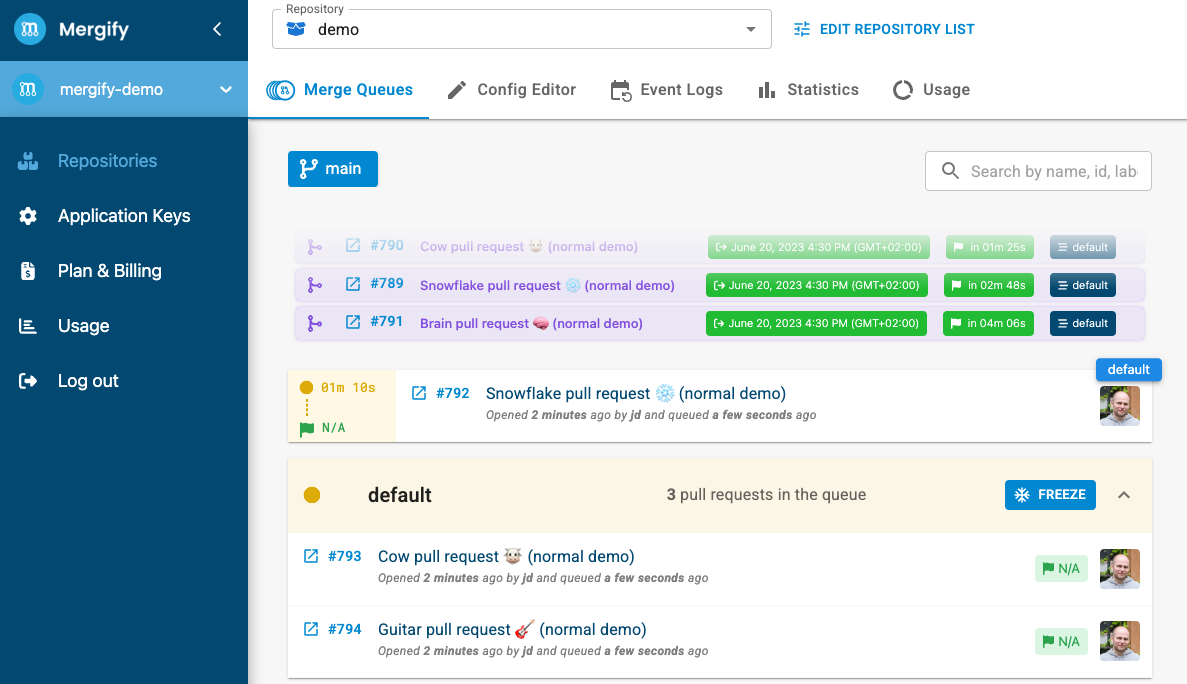 Mergify
mergify-demo
Repositories
Application Keys
Plan & Billing
Usage
Log out
Repository
demo
EDIT REPOSITORY LIST
Merge Queues Config Editor Event Logs Statistics Usage
main
Search by name, id, lab
#790 Cow pull request 🐮 (normal demo) June 20, 2023 4:30 PM (GMT+02:00) in 01m 25s default
#789 Snowflake pull request ❄️ (normal demo) June 20, 2023 4:30 PM (GMT+02:00) in 02m 48s default
#791 Brain pull request 🧠 (normal demo) June 20, 2023 4:30 PM (GMT+02:00) in 04m 06s default
default
01m 10s
N/A
#792 Snowflake pull request ❄️ (normal demo)
Opened 2 minutes ago by jd and queued a few seconds ago
default 3 pull requests in the queue FREEZE
#793 Cow pull request 🐮 (normal demo)
Opened 2 minutes ago by jd and queued a few seconds ago
N/A
#794 Guitar pull request 🎸 (normal demo)
Opened 2 minutes ago by jd and queued a few seconds ago
N/A